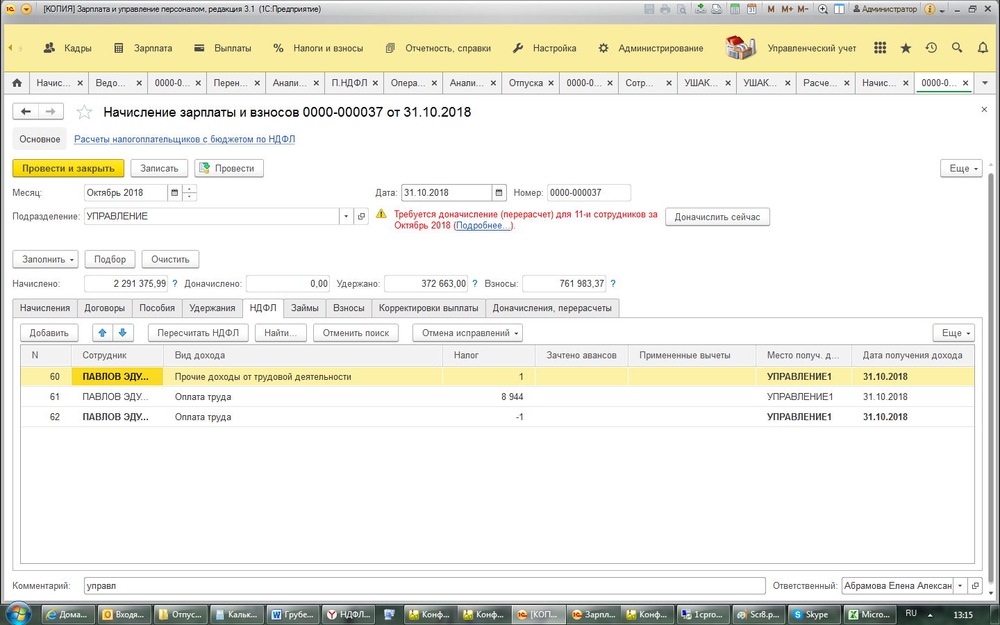 [КОПИЯ] Зарплата и управление персоналом, редакция 3.1 (1С:Предприятие)
M M+ M- Администратор
е Кадры Зарплата Выплаты % Налоги и взносы Отчетность, справки Настройка Администрирование Управленческий учет
Начис... Ведо... 0000-0... Перен... Анали... П.НДФЛ Опера... Анали... Отпуска 0000-0... Сотр... УШАК... УШАК... Расче... Начис... 0000-0...
Начисление зарплаты и взносов 0000-000037 от 31.10.2018
Основное Расчеты налогоплательщиков с бюджетом по НДФЛ
Провести и закрыть Записать Провести Еще
Месяц: Октябрь 2018 Дата: 31.10.2018 Номер: 0000-000037
Подразделение: УПРАВЛЕНИЕ Требуется доначисление (перерасчет) для 11-и сотрудников за
Октябрь 2018 (Подробнее...). Доначислить сейчас
Заполнить Подбор Очистить
Начислено: 2 291 375,99 ? Доначислено: 0,00 Удержано: 372 663,00 ? Взносы: 761 983,37 ?
Начисления Договоры Пособия Удержания НДФЛ Займы Взносы Корректировки выплаты Доначисления, перерасчеты
Добавить Пересчитать НДФЛ Найти... Отменить поиск Отмена исправлений Еще
N Сотрудник Вид дохода Налог Зачтено авансов Примененные вычеты Место получ. д... Дата получения дохода
60 ПАВЛОВ ЭДУ... Прочие доходы от трудовой деятельности 1 УПРАВЛЕНИЕ1 31.10.2018
61 ПАВЛОВ ЭДУ... Оплата труда 8 944 УПРАВЛЕНИЕ1 31.10.2018
62 ПАВЛОВ ЭДУ... Оплата труда -1 УПРАВЛЕНИЕ1 31.10.2018
Комментарий: управл Ответственный: Абрамова Елена Алексан
Дома... Входя... Отпус... Кальк... Грубе... НДФЛ... Конф... Конф... [КОП... Зарпл... Конф... 1cpro... Scr8.p... Skype Micro... RU 13:15